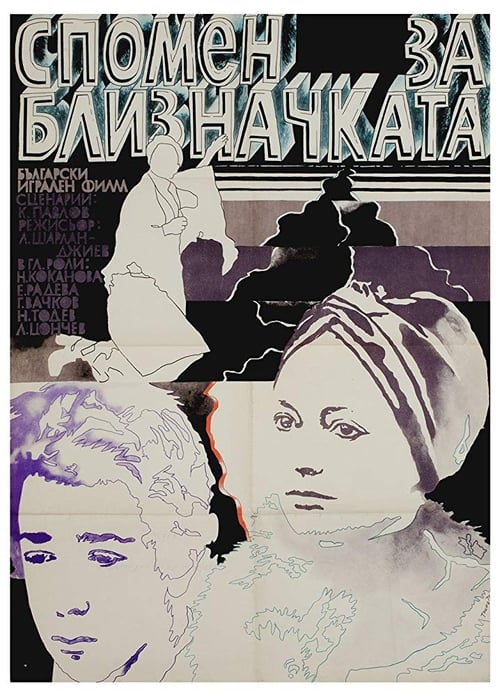 СПОМЕН ЗА
БЛИЗНАЧКАТА
БЪЛГАРСКИ
ИГРАЛЕН ФИЛМ
СЦЕНАРИЙ:
К. ПАВЛОВ
РЕЖИСЬОР:
Л. ШАРЛАН-
ДЖИЕВ
В ГЛ. РОЛИ:
Н. КОКАНОВА
Е. РАДЕВА
Г. ВАЧКОВ
Н. ТОДЕВ
Л. ЦОНЧЕВ